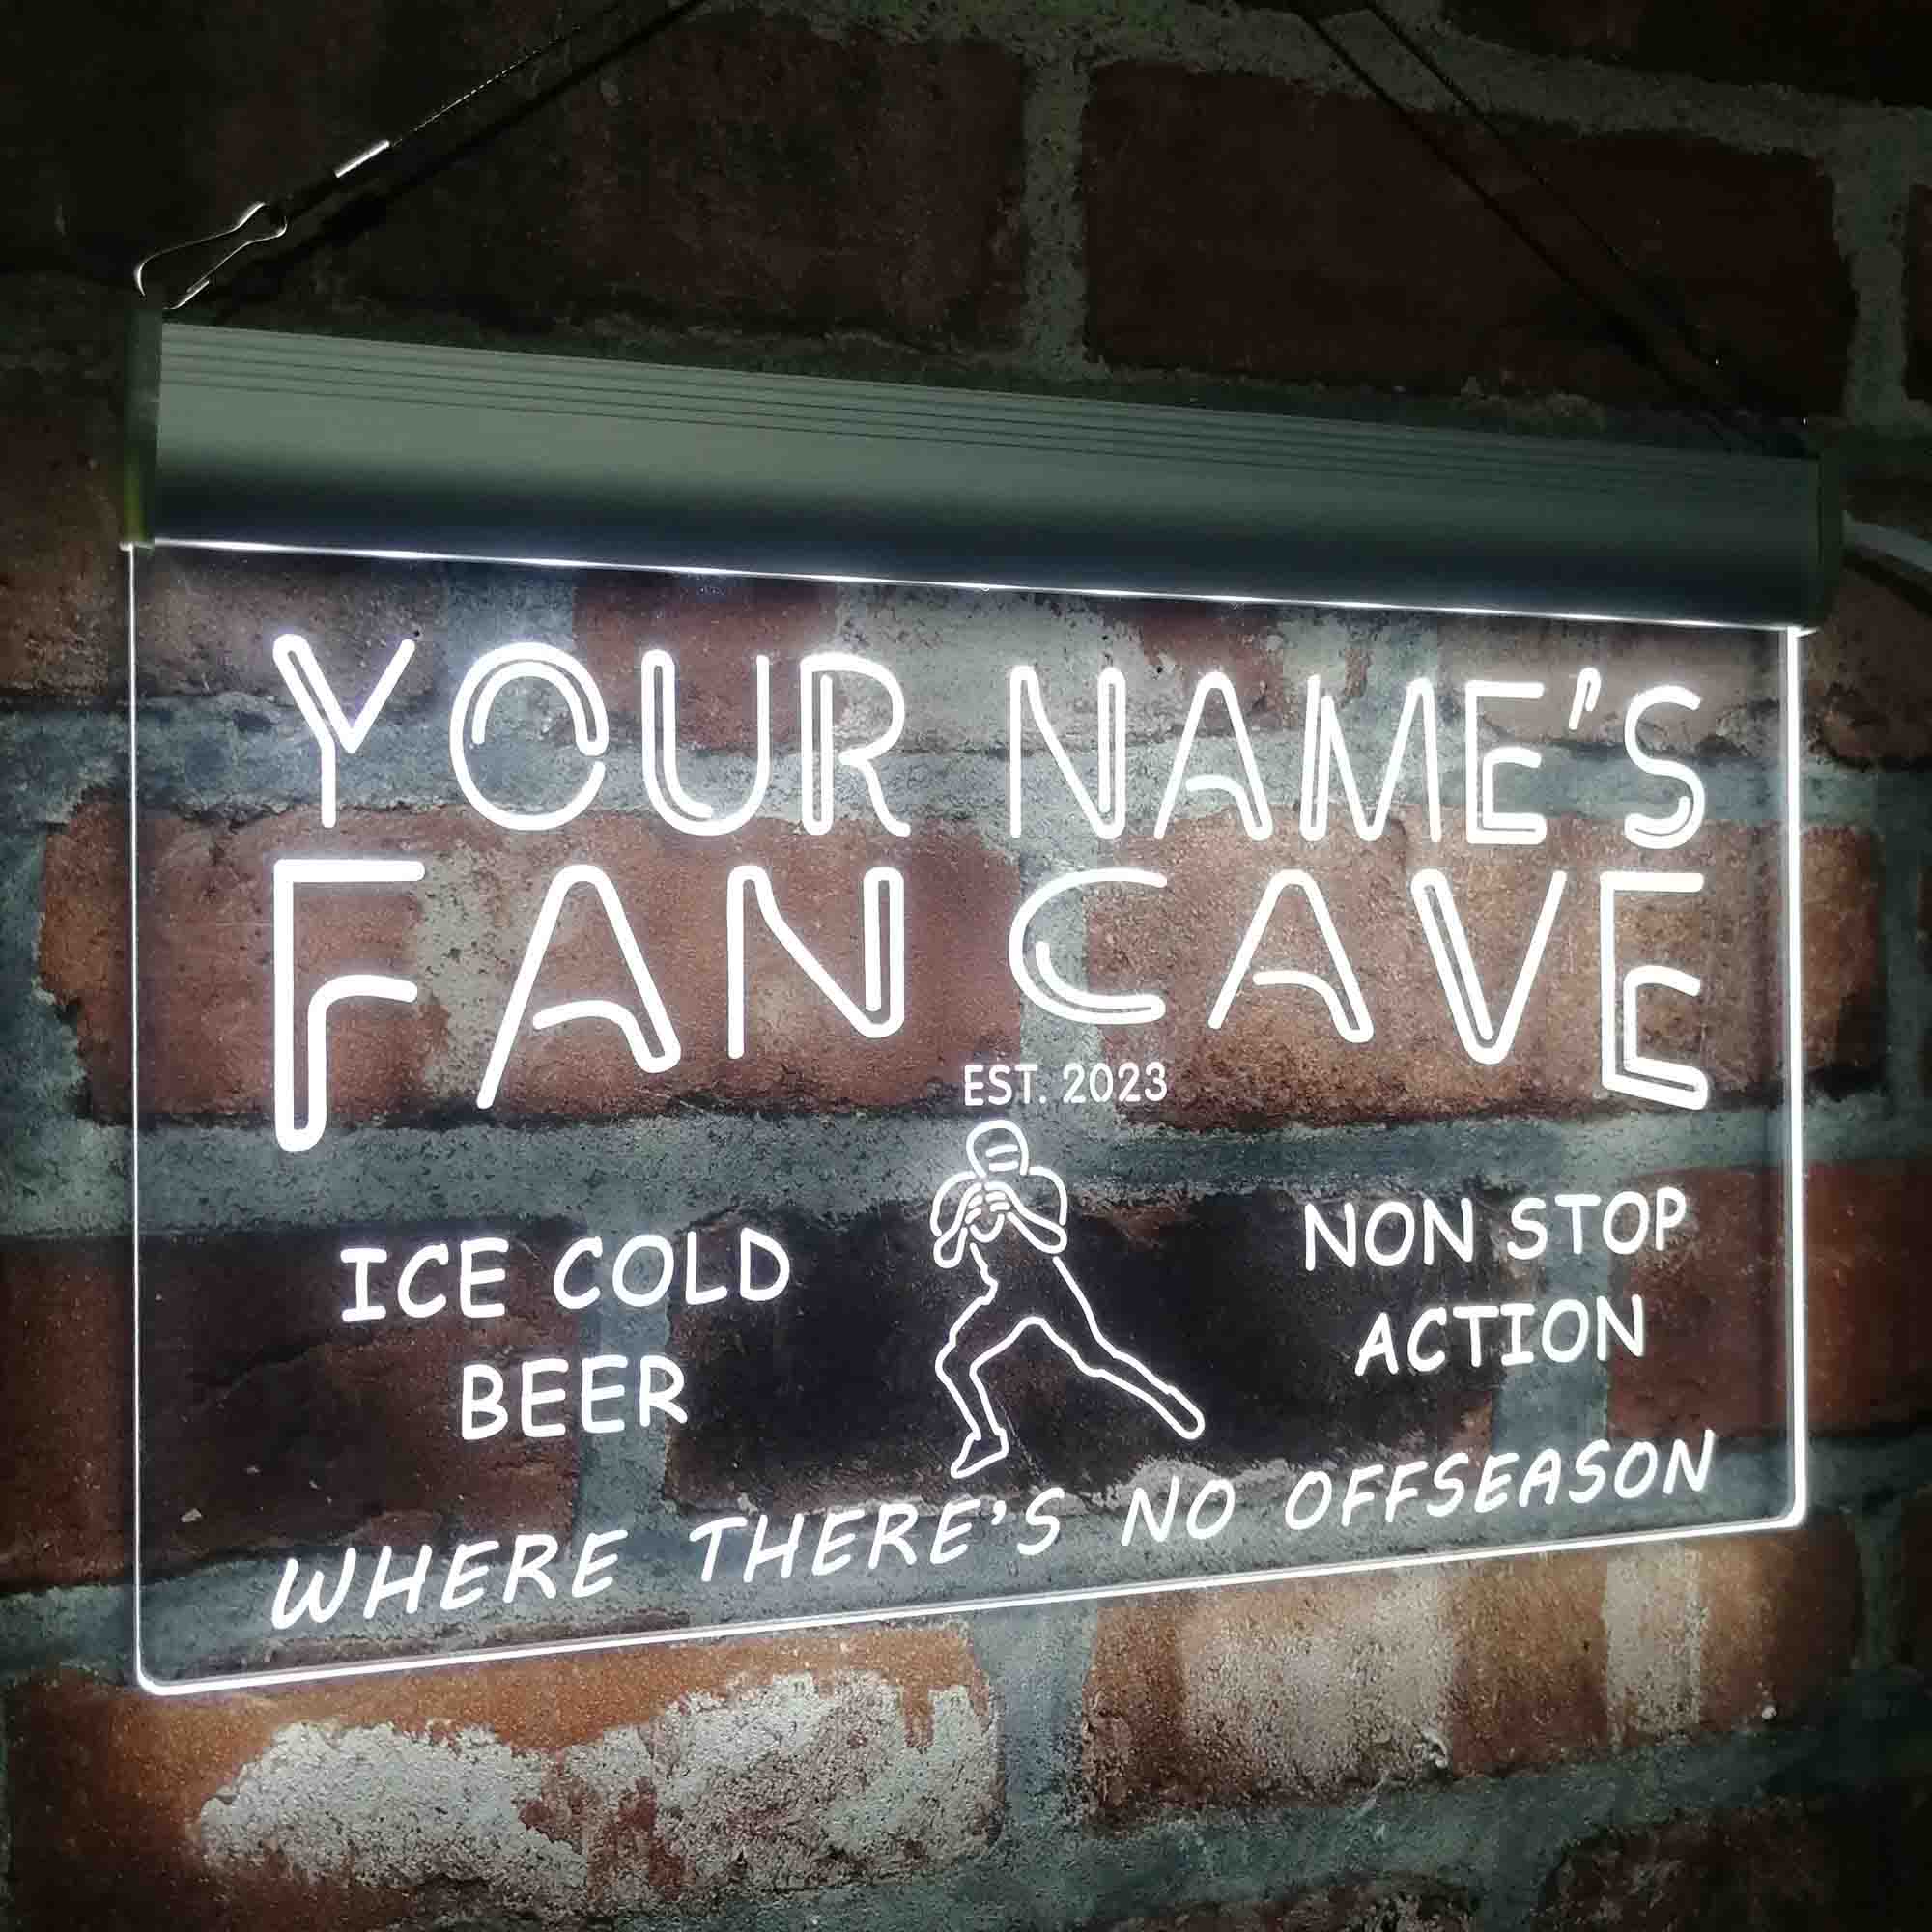 YOUR NAME'S
FAN CAVE
EST. 2023
ICE COLD
BEER
NON STOP
ACTION
WHERE THERE'S NO OFFSEASON